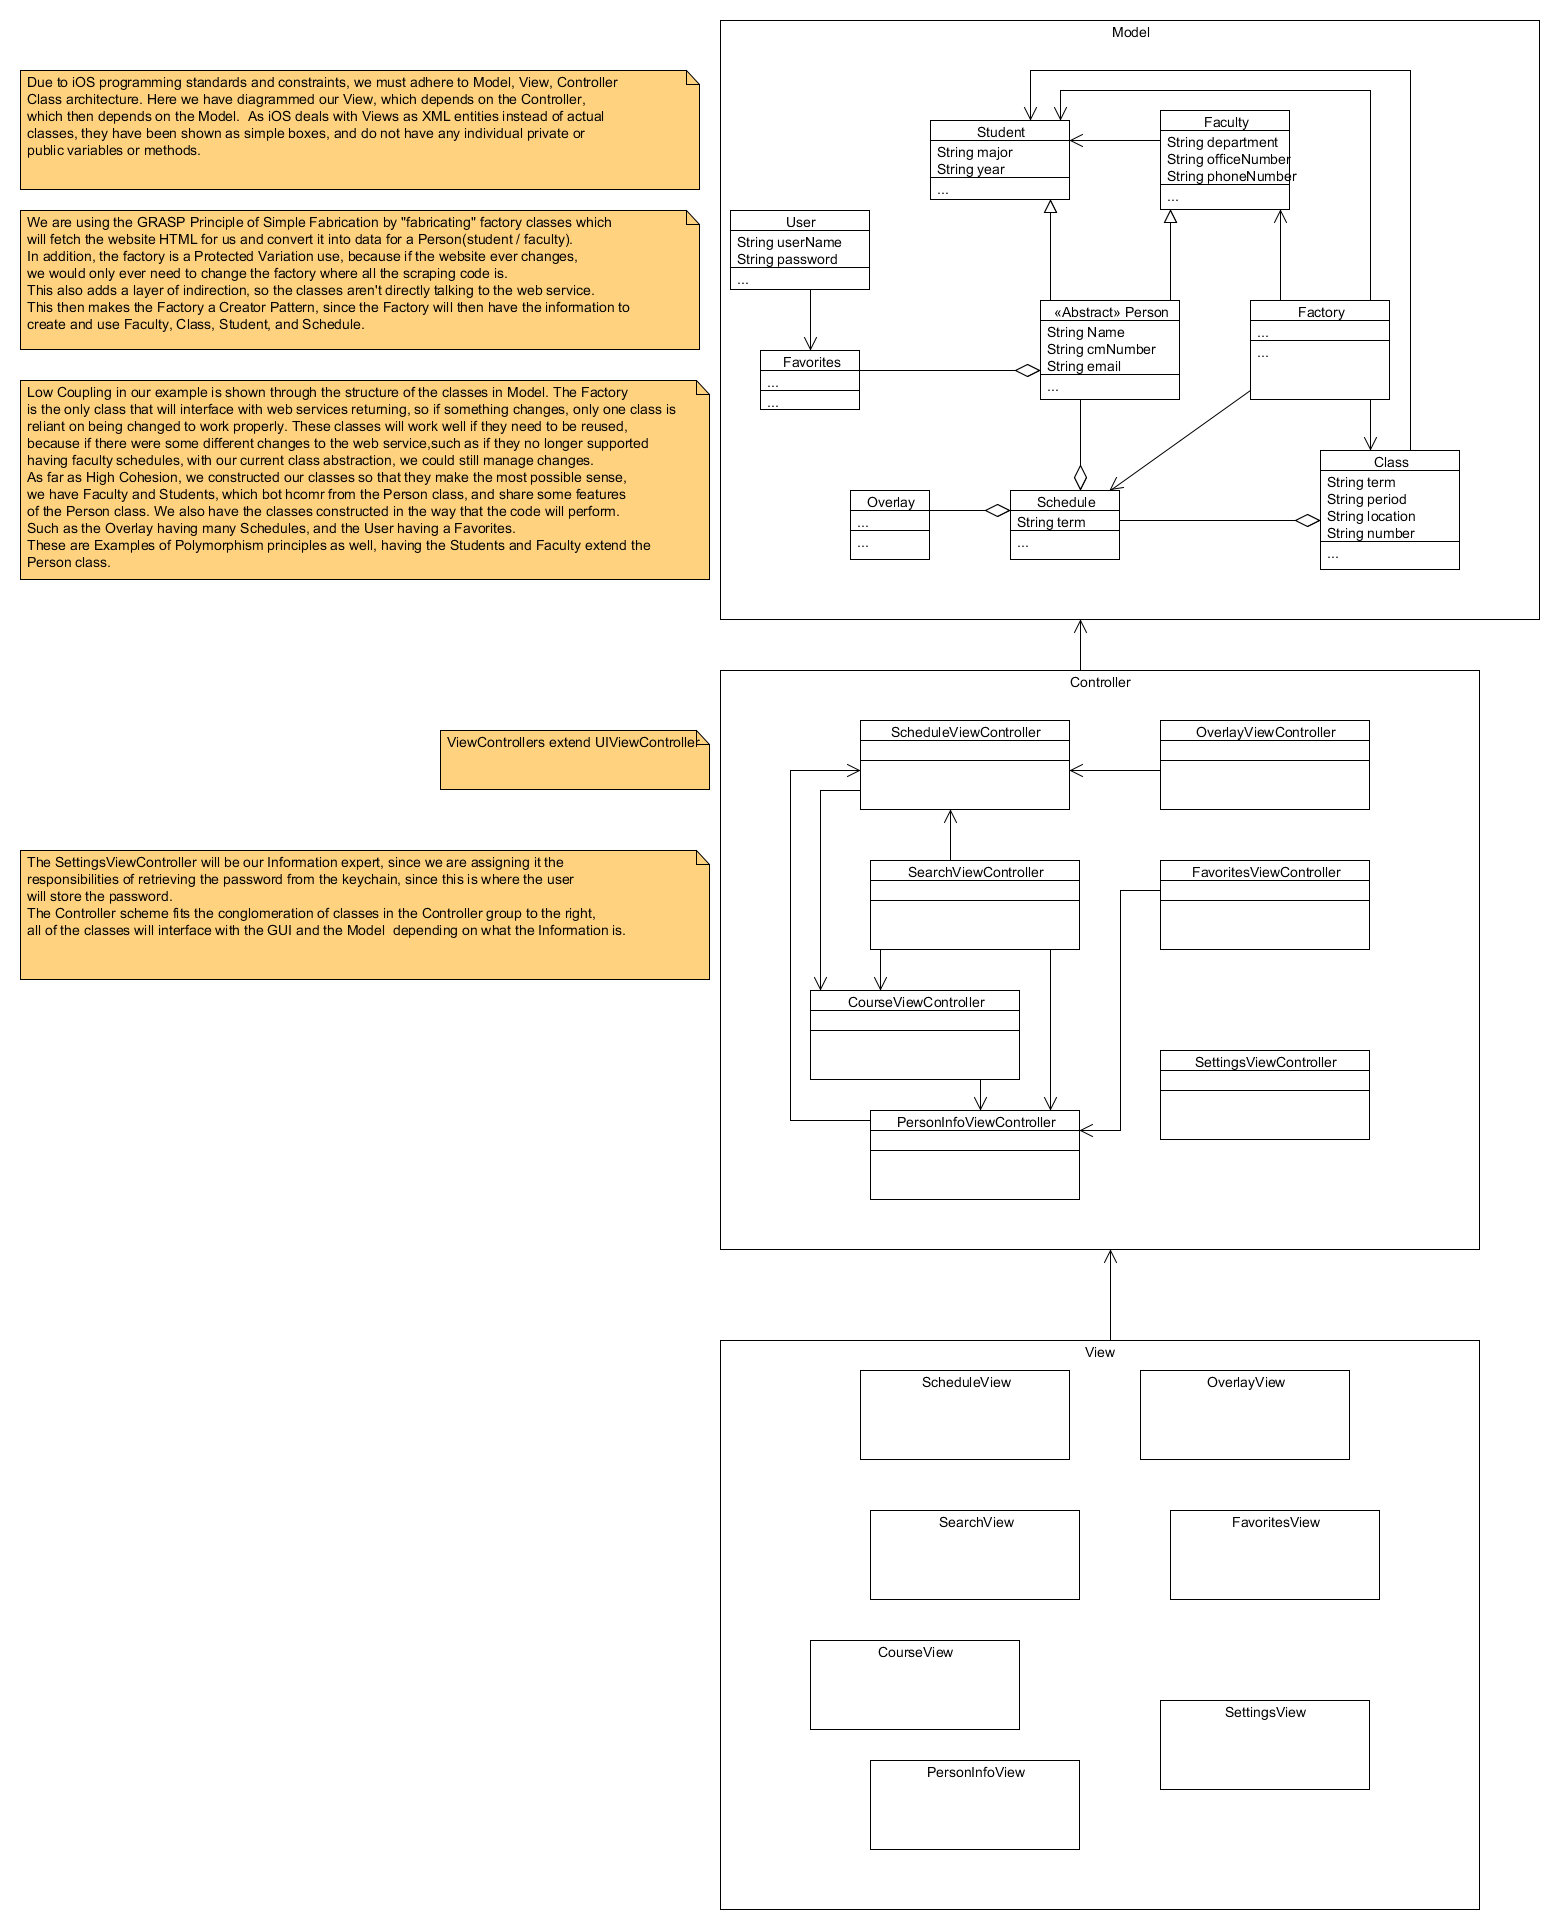 Model
Due to iOS programming standards and constraints, we must adhere to Model, View, Controller
Class architecture. Here we have diagrammed our View, which depends on the Controller,
which then depends on the Model.  As iOS deals with Views as XML entities instead of actual
classes, they have been shown as simple boxes, and do not have any individual private or
public variables or methods.
We are using the GRASP Principle of Simple Fabrication by "fabricating" factory classes which
will fetch the website HTML for us and convert it into data for a Person(student / faculty).
In addition, the factory is a Protected Variation use, because if the website ever changes,
we would only ever need to change the factory where all the scraping code is.
This also adds a layer of indirection, so the classes aren't directly talking to the web service.
This then makes the Factory a Creator Pattern, since the Factory will then have the information to
create and use Faculty, Class, Student, and Schedule.
Low Coupling in our example is shown through the structure of the classes in Model. The Factory
is the only class that will interface with web services returning, so if something changes, only one class is
reliant on being changed to work properly. These classes will work well if they need to be reused,
because if there were some different changes to the web service,such as if they no longer supported
having faculty schedules, with our current class abstraction, we could still manage changes.
As far as High Cohesion, we constructed our classes so that they make the most possible sense,
we have Faculty and Students, which bot hcomr from the Person class, and share some features
of the Person class. We also have the classes constructed in the way that the code will perform.
Such as the Overlay having many Schedules, and the User having a Favorites.
These are Examples of Polymorphism principles as well, having the Students and Faculty extend the
Person class.
Student
String major
String year
...
Faculty
String department
String officeNumber
String phoneNumber
...
User
String userName
String password
...
Favorites
...
...
«Abstract» Person
String Name
String cmNumber
String email
...
Factory
...
...
Overlay
...
...
Schedule
String term
...
Class
String term
String period
String location
String number
...
Controller
ViewControllers extend UIViewController
The SettingsViewController will be our Information expert, since we are assigning it the
responsibilities of retrieving the password from the keychain, since this is where the user
will store the password.
The Controller scheme fits the conglomeration of classes in the Controller group to the right,
all of the classes will interface with the GUI and the Model  depending on what the Information is.
ScheduleViewController
OverlayViewController
SearchViewController
FavoritesViewController
CourseViewController
SettingsViewController
PersonInfoViewController
View
ScheduleView
OverlayView
SearchView
FavoritesView
CourseView
SettingsView
PersonInfoView